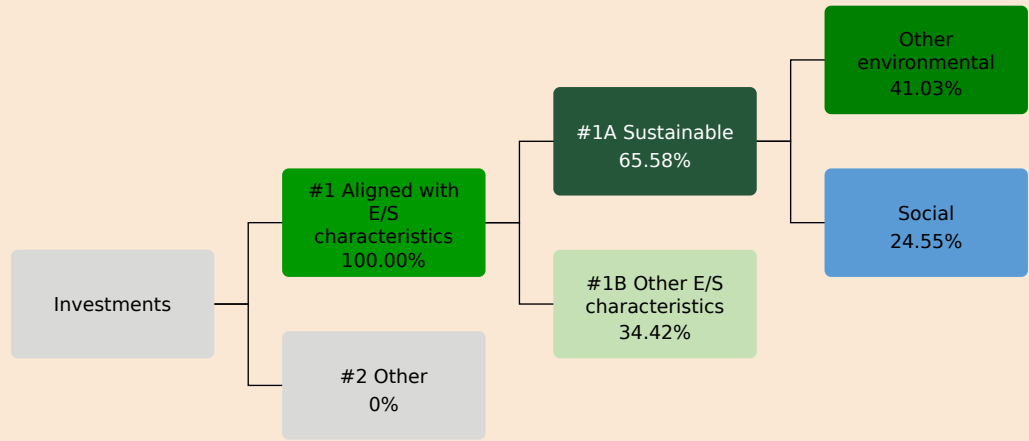 Investments
#1 Aligned with
E/S
characteristics
100.00%
#2 Other
0%
#1A Sustainable
65.58%
#1B Other E/S
characteristics
34.42%
Other
environmental
41.03%
Social
24.55%